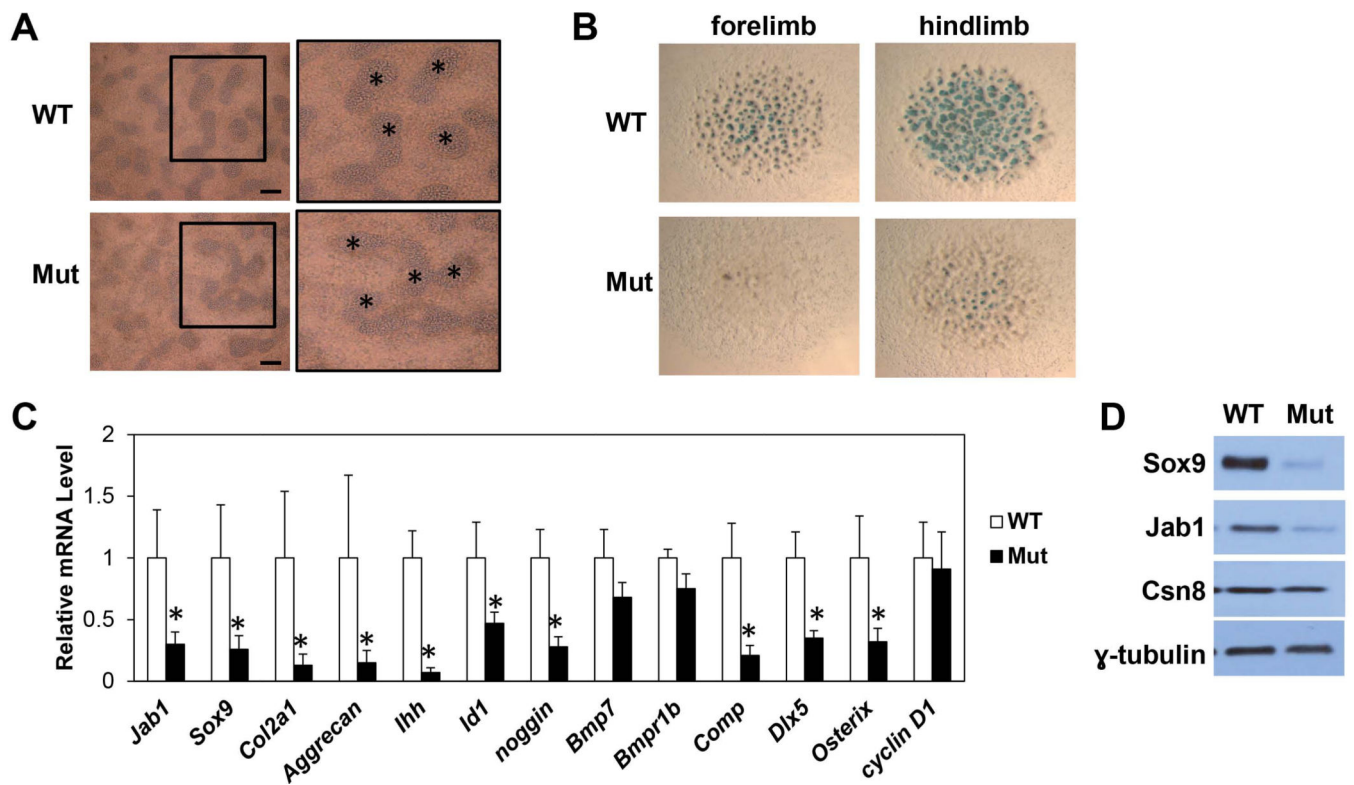 A
WT
*
*
*
*
Mut
*
*
*
*
B
forelimb
hindlimb
WT
Mut
C
Relative mRNA Level
2
1.5
1
0.5
0
* * * * * * * * * *
WT
Mut
Jab1
Sox9
Col2a1
Aggrecan
Ihh
Id1
noggin
Bmp7
Bmpr1b
Comp
Dlx5
Osterix
cyclin D1
D
WT Mut
Sox9
Jab1
Csn8
ɣ-tubulin